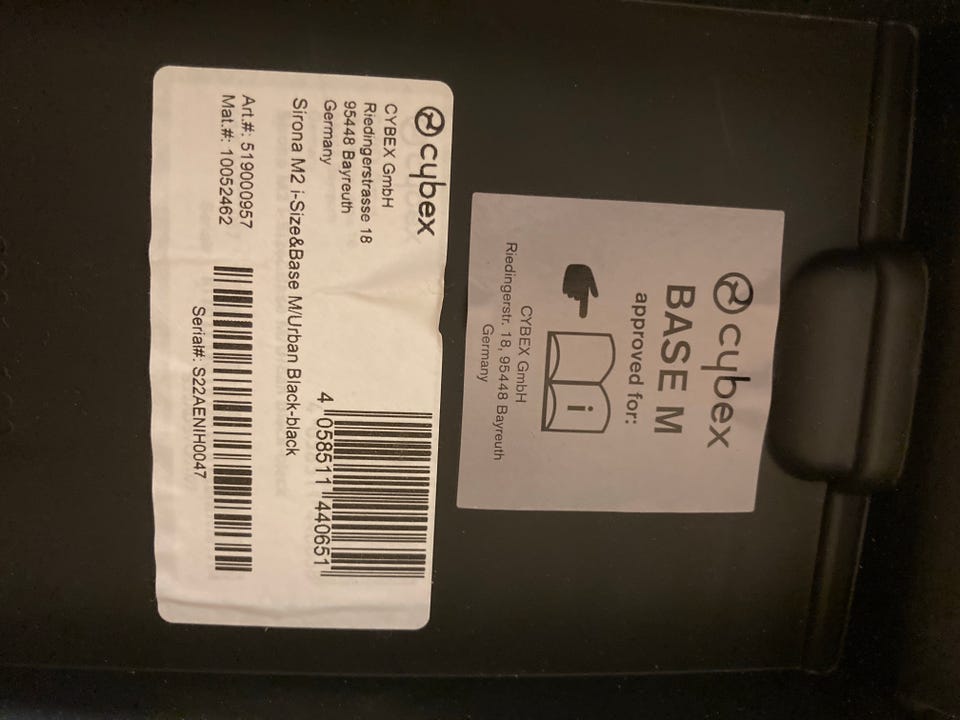 cybex
CYBEX GmbH
Riedingerstrasse 18
95448 Bayreuth
Germany
4 058511 440651
Sirona M2 i-Size&Base M/Urban Black-black
Art.#: 519000957
Mat.#: 10052462
Serial#: S22AENIH0047
cybex
BASE M
approved for:
i
CYBEX GmbH
Riedingerstr. 18, 95448 Bayreuth
Germany